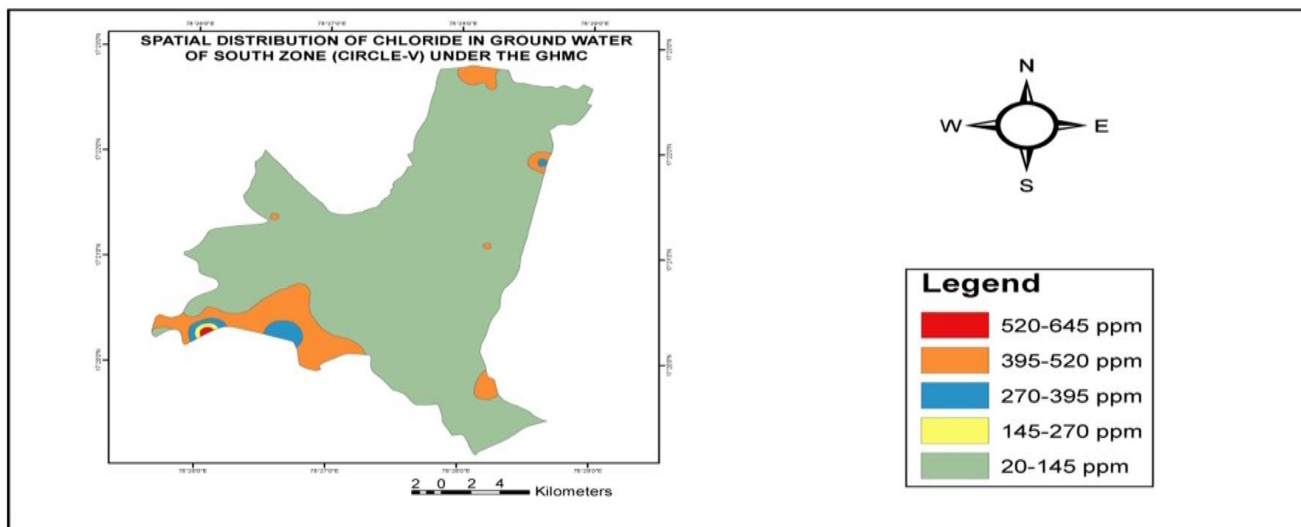 SPATIAL DISTRIBUTION OF CHLORIDE IN GROUND WATER
OF SOUTH ZONE (CIRCLE-V) UNDER THE GHMC
N
W E
S
Legend
520-645 ppm
395-520 ppm
270-395 ppm
145-270 ppm
20-145 ppm
2 0 2 4
Kilometers